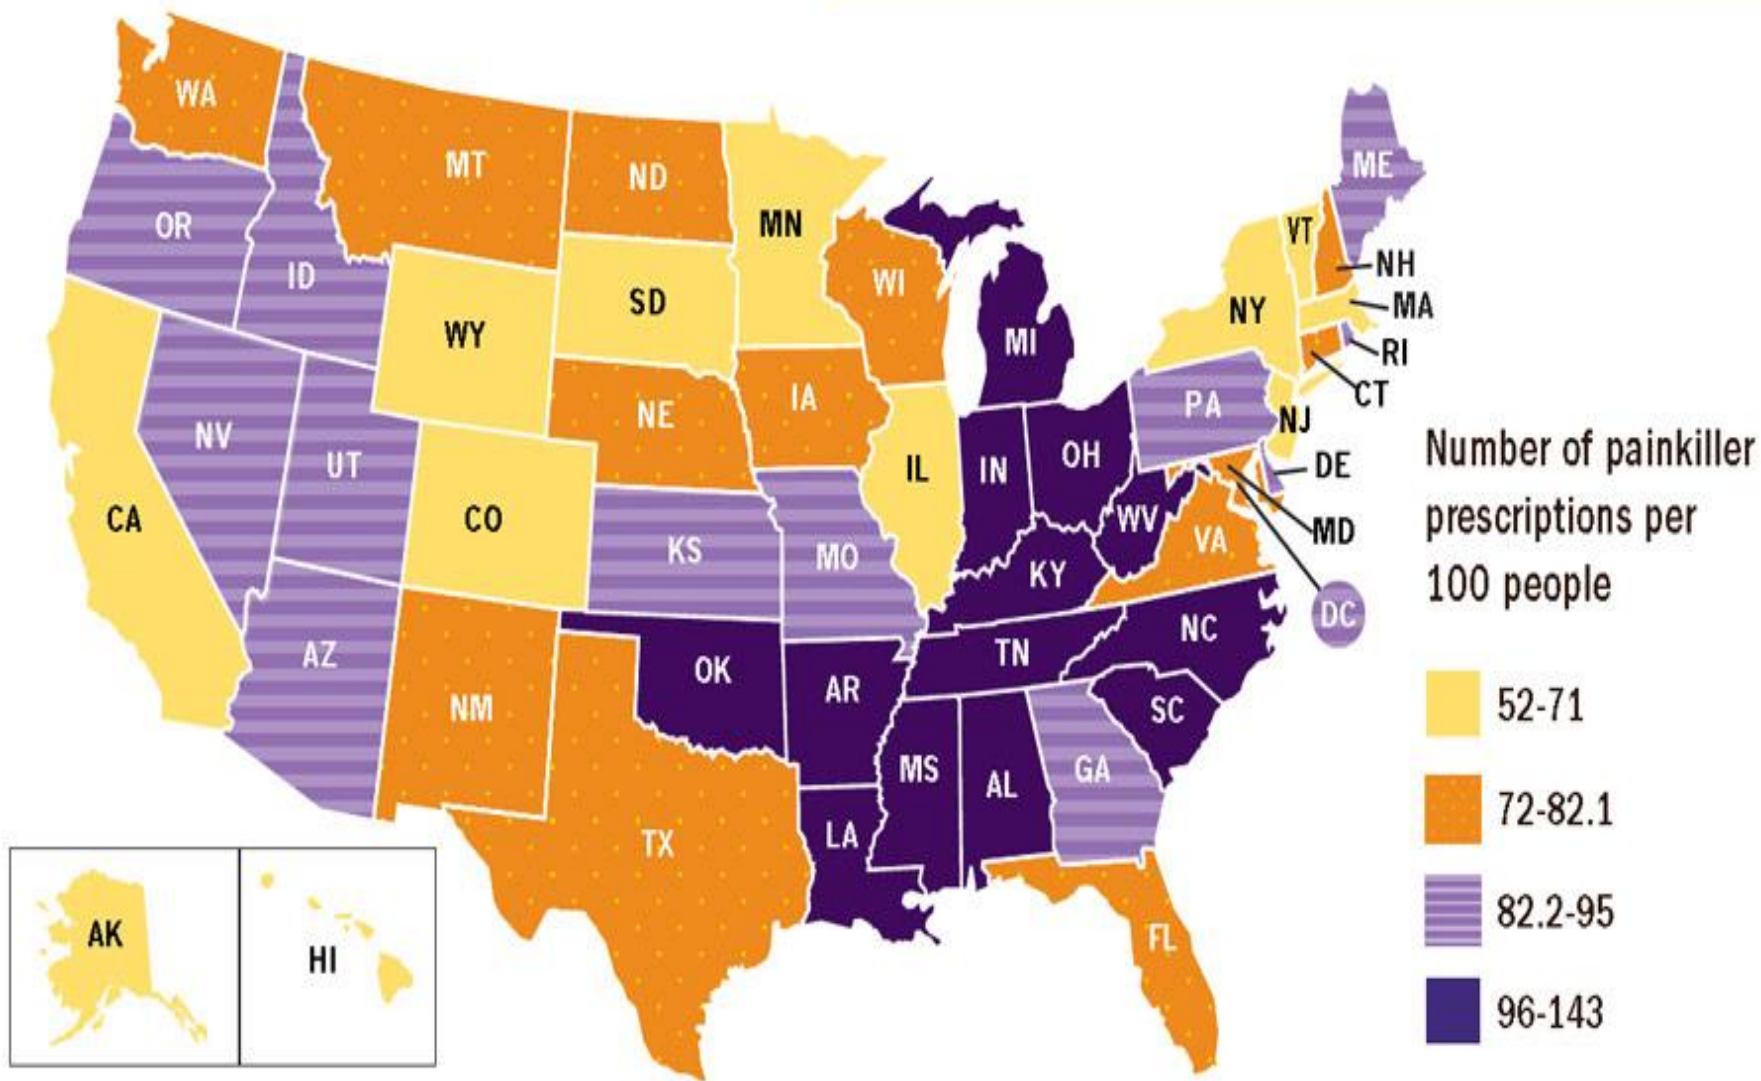 WA
MT
ND
MN
ME
OR
ID
WY
SD
WI
MI
NY
VT
NH
MA
RI
CT
NV
UT
NE
IA
PA
NJ
CA
CO
KS
MO
IL
IN
OH
WV
VA
DE
MD
DC
KY
AZ
NM
OK
AR
TN
NC
SC
TX
LA
MS
AL
GA
FL
AK
HI
Number of painkiller
prescriptions per
100 people
52-71
72-82.1
82.2-95
96-143